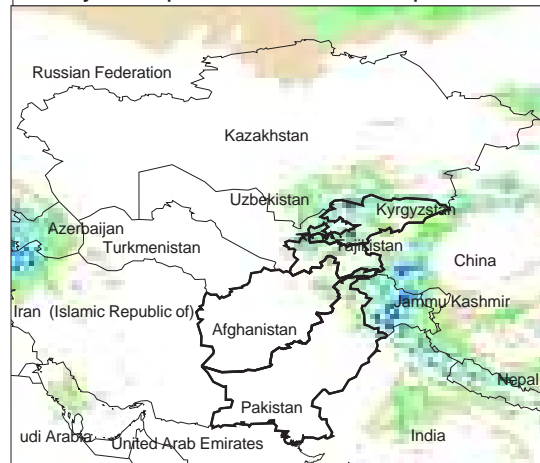 Russian Federation
Kazakhstan
Uzbekistan
Kyrgyzstan
Azerbaijan
Turkmenistan
Tajikistan
China
Iran (Islamic Republic of)
Jammu/Kashmir
Afghanistan
Nepal
Pakistan
udi Arabia
United Arab Emirates
India